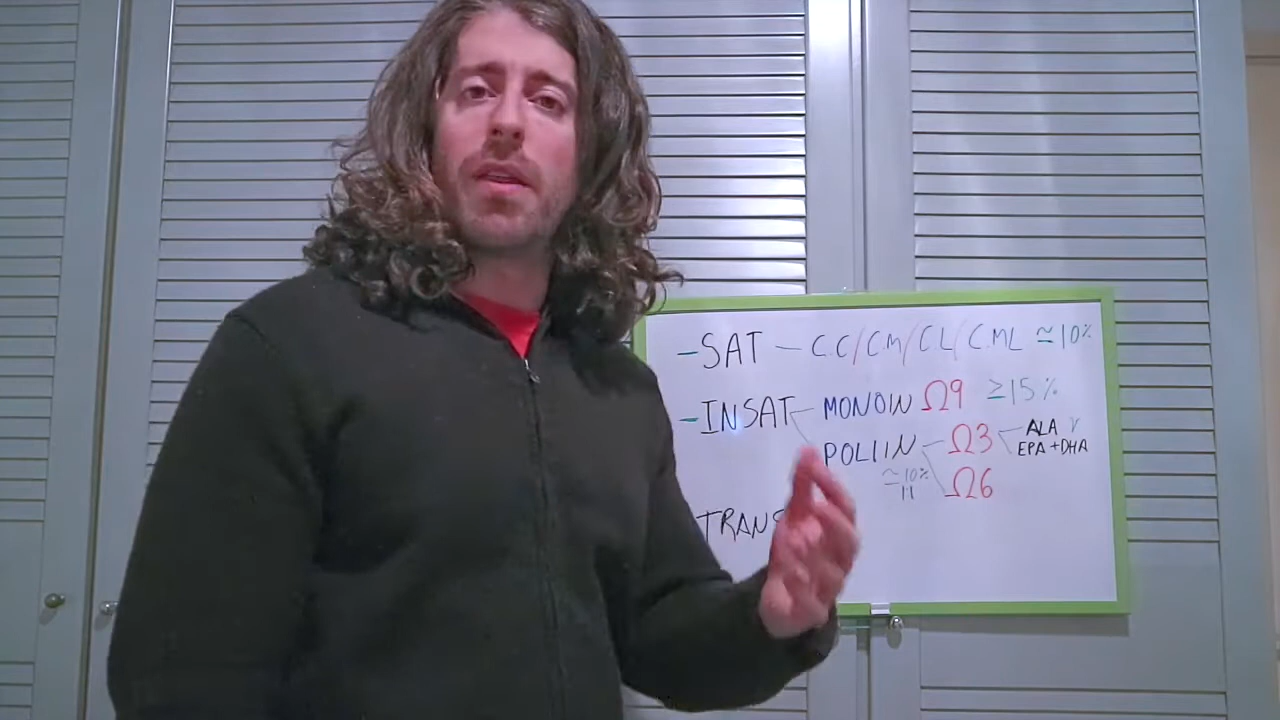 -SAT - C.C/C.M/C.L/C.ML ≃10%
-INSAT - MONOIN Ω9 ≥15%
POLIIN - Ω3 ALA
EPA+DHA
≃10% Ω6
TRANS